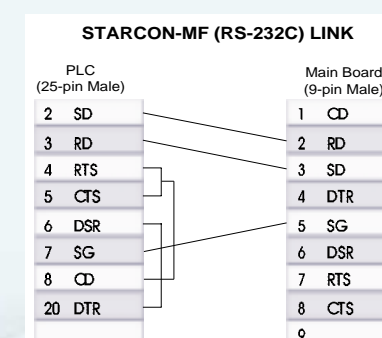 STARCON-MF (RS-232C) LINK
PLC
(25-pin Male)
2 SD
3 RD
4 RTS
5 CTS
6 DSR
7 SG
8 CD
20 DTR
Main Board
(9-pin Male)
1 CD
2 RD
3 SD
4 DTR
5 SG
6 DSR
7 RTS
8 CTS
9